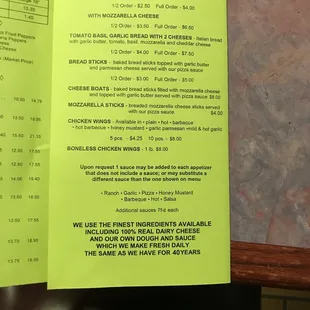 1/2 Order - $2.50 Full Order - $4.00
WITH MOZZARELLA CHEESE
1/2 Order - $3.50 Full Order - $6.50
TOMATO BASIL GARLIC BREAD WITH 2 CHEESES - Italian bread
with garlic butter, tomato, basil, mozzarella and cheddar cheese
1/2 Order - $4.00 Full Order - $7.50
BREAD STICKS - baked bread sticks topped with garlic butter
and parmesan cheese served with our pizza sauce
1/2 Order - $3.00 Full Order - $5.00
CHEESE BOATS - baked bread sticks filled with mozzarella cheese
and topped with garlic butter served with pizza sauce
MOZZARELLA STICKS - breaded mozzarella cheese sticks served
with our pizza sauce $4.00
CHICKEN WINGS - Available in • plain • hot • barbesque
• hot barbesque • honey mustard • garlic parmesan •mild & hot garlic
5 pcs. - $4.25 10 pcs. - $8.00
BONELESS CHICKEN WINGS - 1 lb. $8.00
Upon request 1 sauce may be added to each appetizer
that does not include a sauce; or may substitute a
different sauce than the one shown on menu
• Ranch • Garlic • Pizza • Honey Mustard
• Barbeque • Hot • Salsa
Additional sauces 75¢ each
WE USE THE FINEST INGREDIENTS AVAILABLE
INCLUDING 100% REAL DAIRY CHEESE
AND OUR OWN DOUGH AND SAUCE
WHICH WE MAKE FRESH DAILY
THE SAME AS WE HAVE FOR 40YEARS